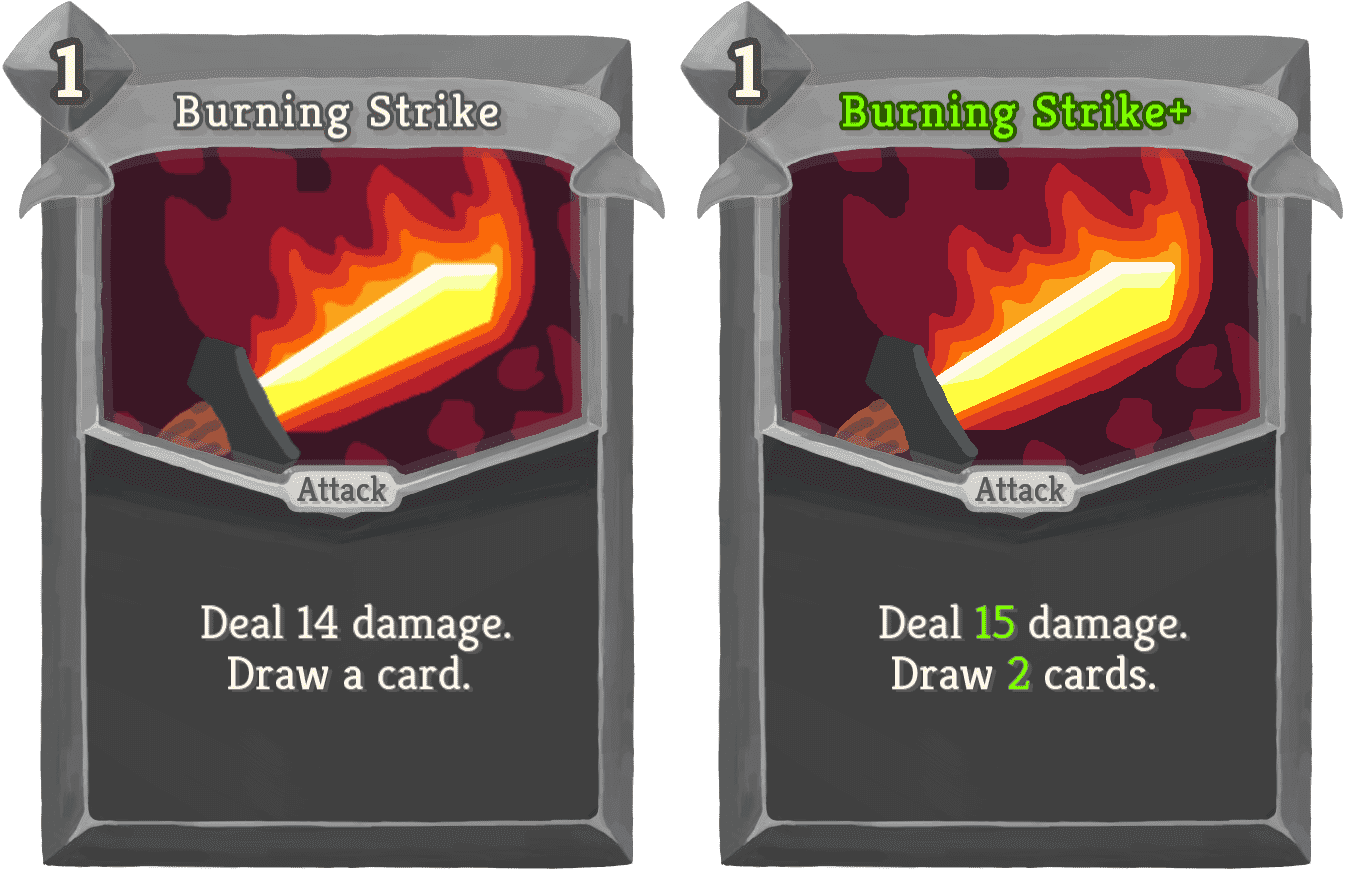 1
Burning Strike
Attack
Deal 14 damage.
Draw a card.
1
Burning Strike+
Attack
Deal 15 damage.
Draw 2 cards.